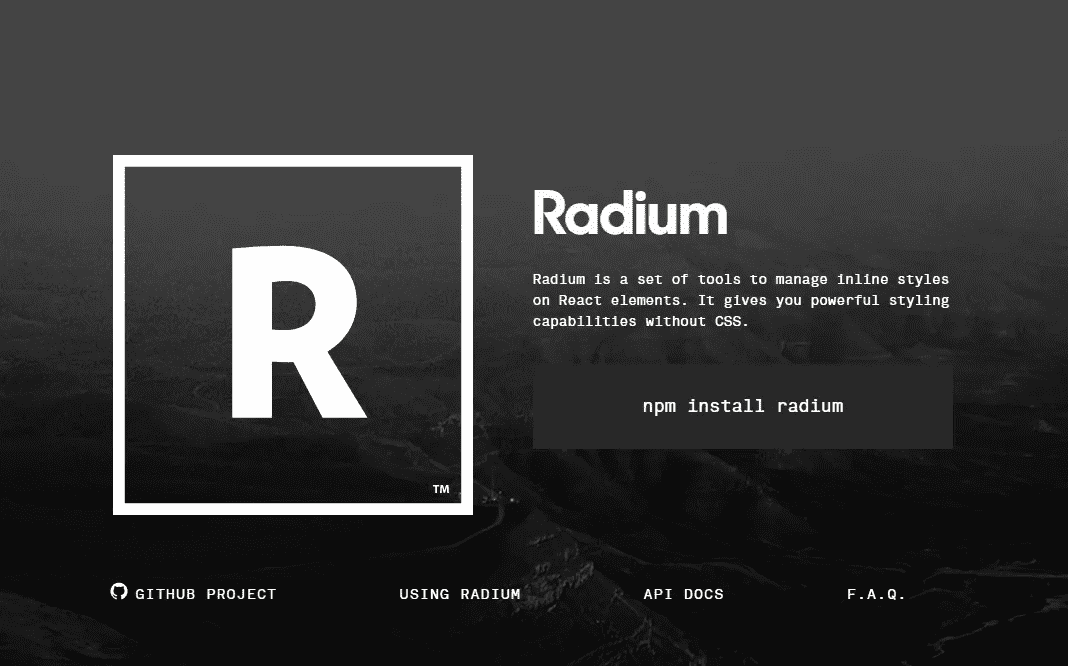 R
TM
Radium
Radium is a set of tools to manage inline styles
on React elements. It gives you powerful styling
capabilities without CSS.
npm install radium
GITHUB PROJECT
USING RADIUM
API DOCS
F.A.Q.